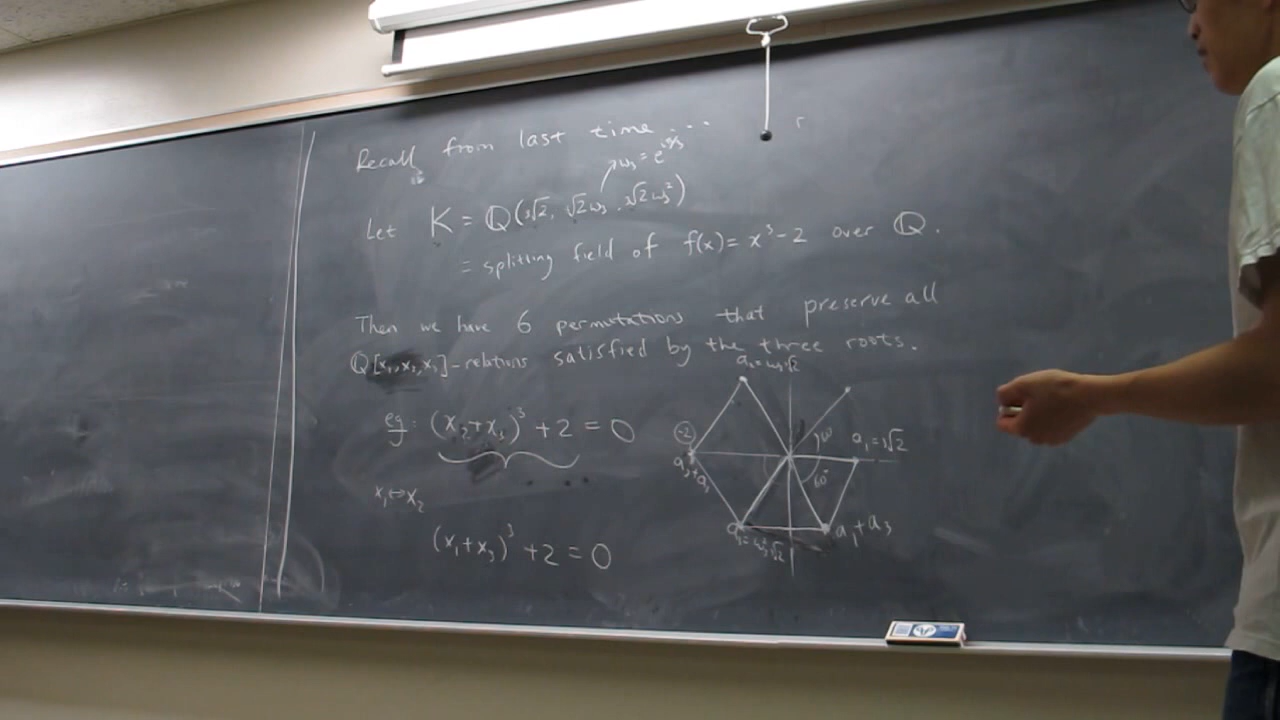 Recall from last time ...
ω₃ = e^{i2π/3}
Let K = ℚ(∛2, ∛2ω₃, ∛2ω₃²)
= splitting field of f(x) = x³-2 over ℚ.
Then we have 6 permutations that preserve all
ℚ[x₁,x₂,x₃]-relations satisfied by the three roots.
a₂ = ω₃∛2
eg: (x₂+x₃)³ + 2 = 0
-2
a₁ = ∛2
60°
a₂+a₃
x₁↔x₂
a₁+a₃
a₃ = ω₃²∛2
(x₁+x₃)³ + 2 = 0